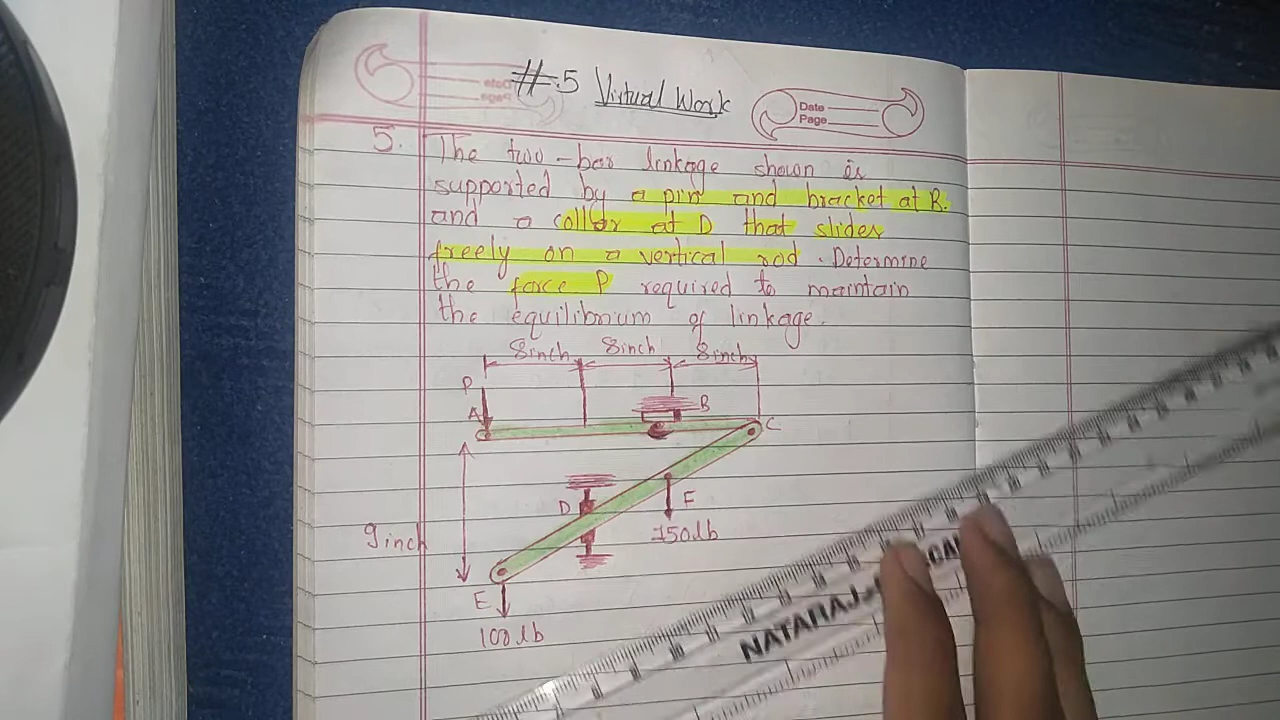 #.5 Virtual Work
Date
Page
5. The two-bar linkage shown is
supported by a pin and bracket at B.
and a collar at D that slides
freely on a vertical rod. Determine
the force P required to maintain
the equilibrium of linkage.
8inch 8inch 8inch
P
A B C
D F
150lb
9inch
E
100lb
NATARAJ